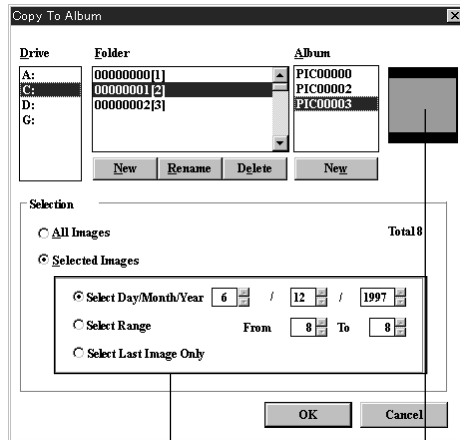 Copy To Album
Drive Folder Album
A:
C:
D:
G:
00000000[1]
00000001[2]
00000002[3]
PIC00000
PIC00002
PIC00003
New Rename Delete New
Selection
All Images Total8
Selected Images
Select Day/Month/Year 6 / 12 / 1997
Select Range From 8 To 8
Select Last Image Only
OK Cancel